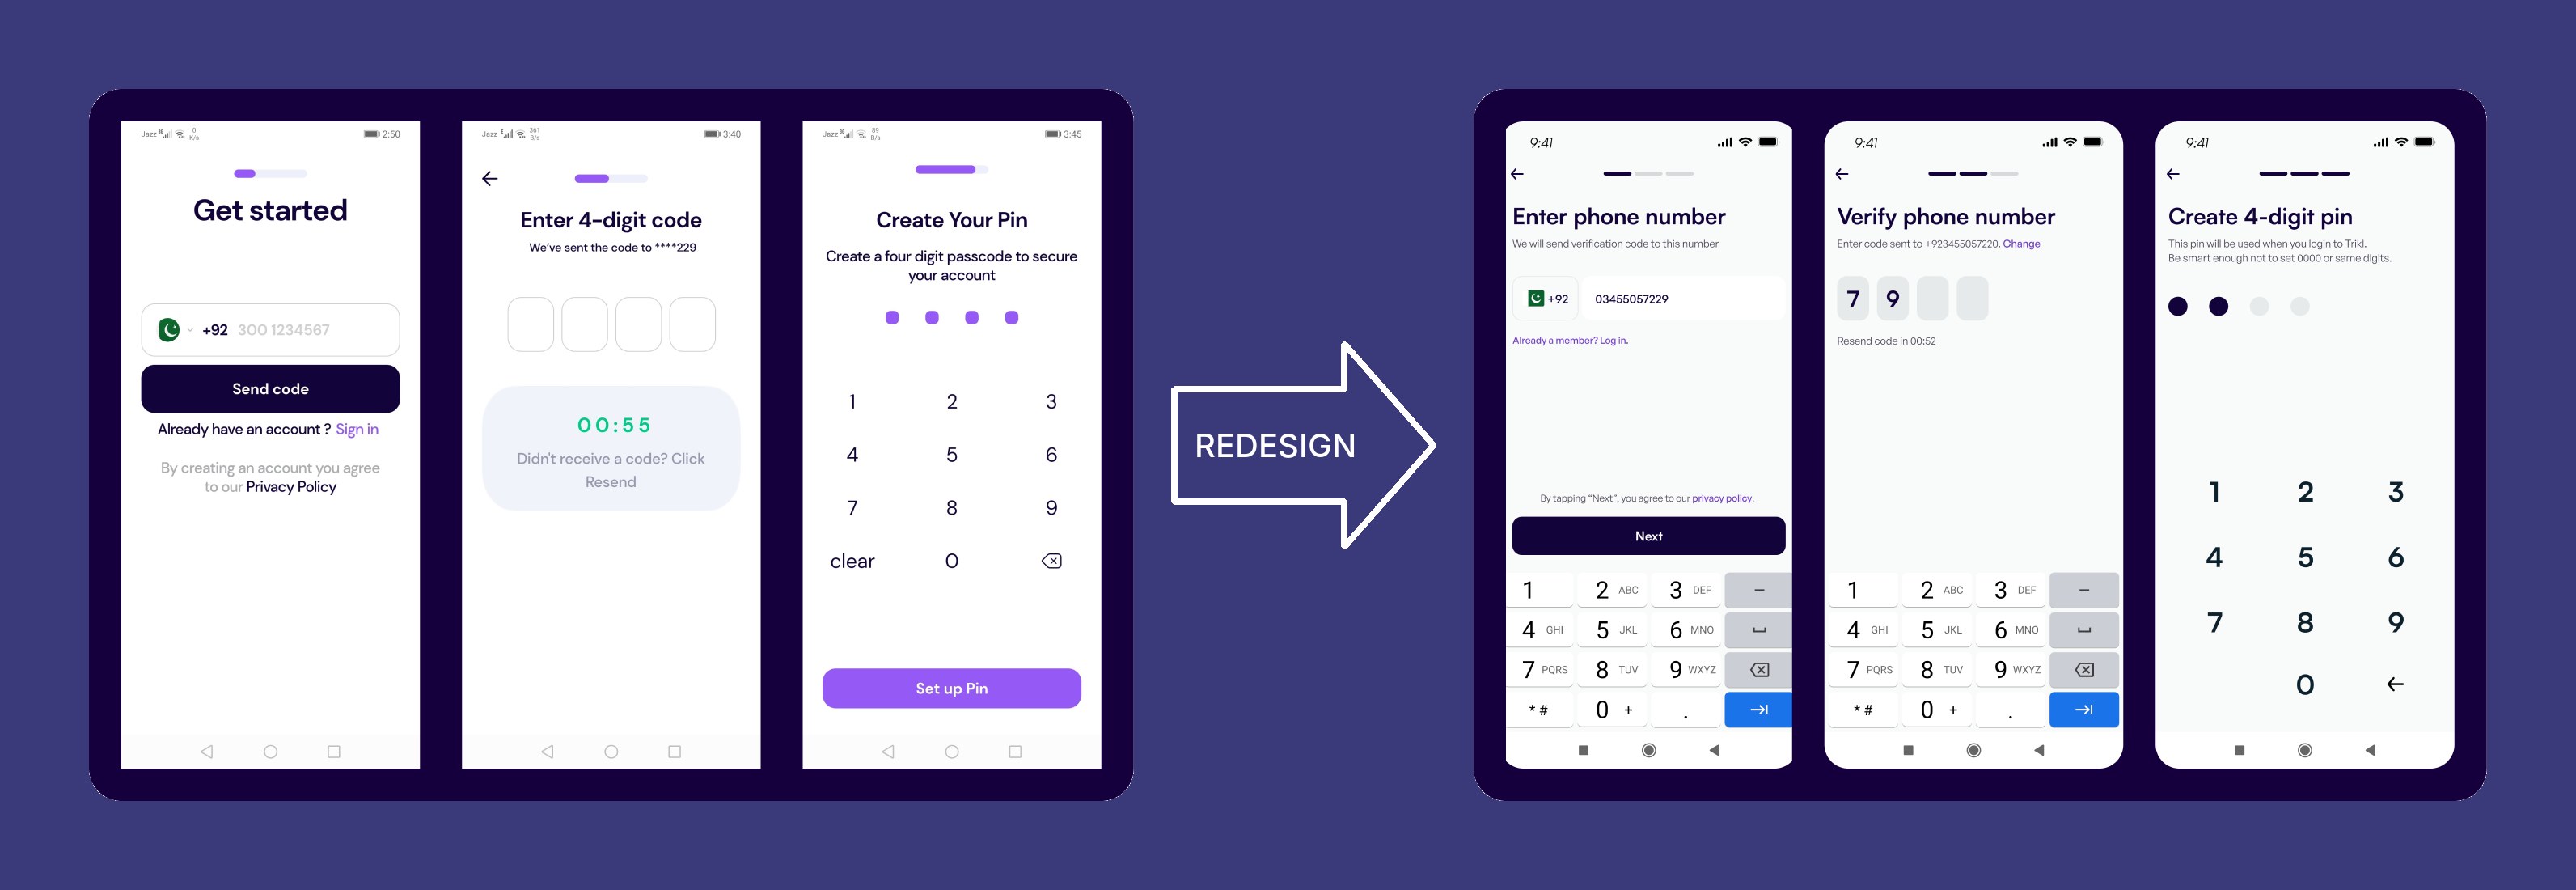 Jazz 0 K/s 2:50
Get started
+92 300 1234567
Send code
Already have an account ? Sign in
By creating an account you agree
to our Privacy Policy
Jazz 361 B/s 3:40
Enter 4-digit code
We've sent the code to ****229
00:55
Didn't receive a code? Click
Resend
Jazz 89 B/s 3:45
Create Your Pin
Create a four digit passcode to secure
your account
1 2 3
4 5 6
7 8 9
clear 0
Set up Pin
REDESIGN
9:41
Enter phone number
We will send verification code to this number
+92 03455057229
Already a member? Log in.
By tapping “Next”, you agree to our privacy policy.
Next
1 2 ABC 3 DEF –
4 GHI 5 JKL 6 MNO
7 PQRS 8 TUV 9 WXYZ
* # 0 + .
9:41
Verify phone number
Enter code sent to +923455057220. Change
7 9
Resend code in 00:52
1 2 ABC 3 DEF –
4 GHI 5 JKL 6 MNO
7 PQRS 8 TUV 9 WXYZ
* # 0 + .
9:41
Create 4-digit pin
This pin will be used when you login to Trikl.
Be smart enough not to set 0000 or same digits.
1 2 3
4 5 6
7 8 9
0